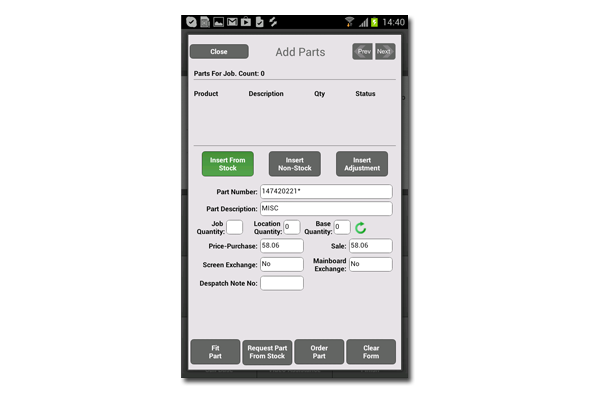 14:40
Close
Add Parts
Prev
Next
Parts For Job. Count: 0
Product Description Qty Status
Insert From
Stock
Insert
Non-Stock
Insert
Adjustment
Part Number: 147420221*
Part Description: MISC
Job
Quantity:
Location
Quantity: 0
Base
Quantity: 0
Price-Purchase: 58.06 Sale: 58.06
Screen Exchange: No
Mainboard
Exchange: No
Despatch Note No:
Fit
Part
Request Part
From Stock
Order
Part
Clear
Form